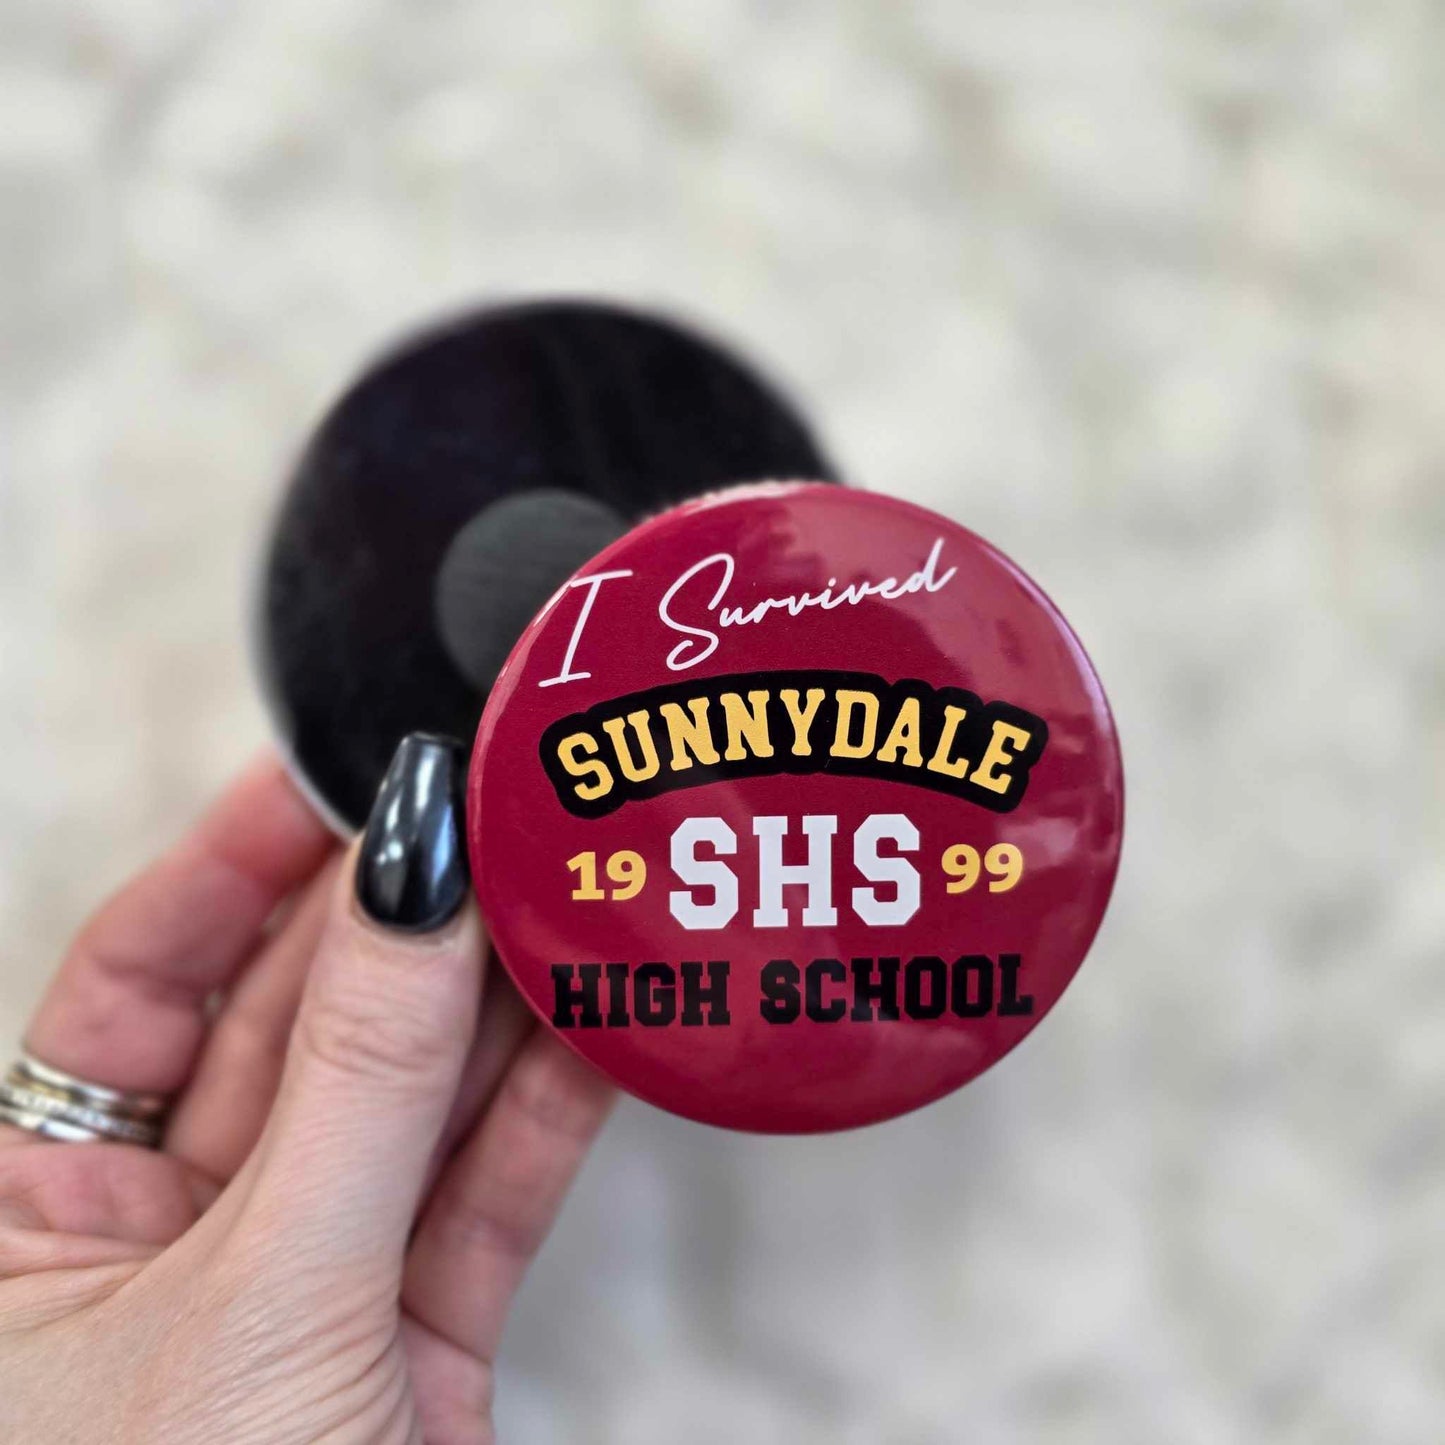 I Survived
SUNNYDALE
19 SHS 99
HIGH SCHOOL